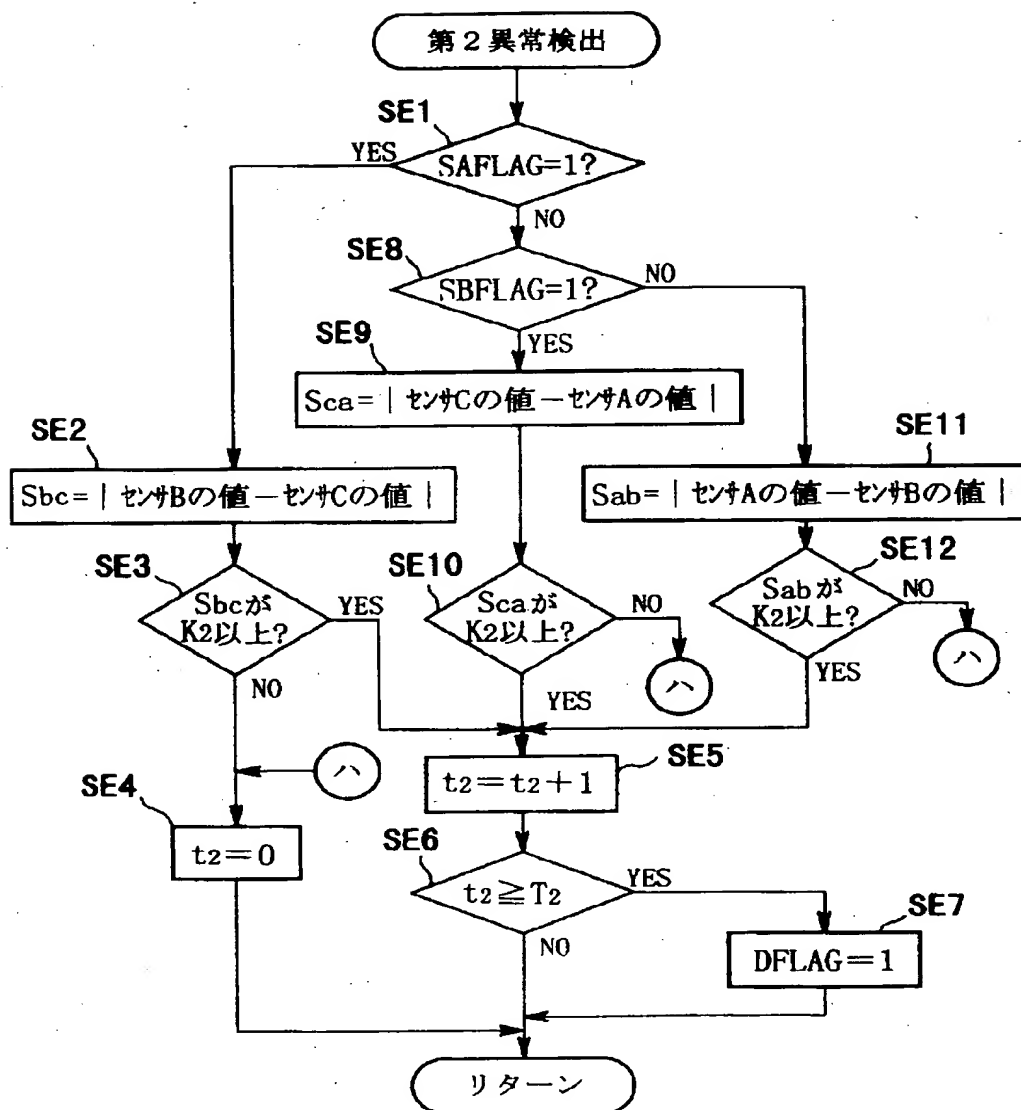 第2異常検出
SE1
YES
SAFLAG=1?
NO
SE8
SBFLAG=1?
NO
YES
SE9
Sca=|センサCの値-センサAの値|
SE2
Sbc=|センサBの値-センサCの値|
SE11
Sab=|センサAの値-センサBの値|
SE3
Sbcが
K2以上?
YES
NO
SE10
Scaが
K2以上?
NO
ハ
YES
SE12
Sabが
K2以上?
NO
ハ
YES
ハ
SE4
t2=0
SE5
t2=t2+1
SE6
t2≧T2
YES
NO
SE7
DFLAG=1
リターン